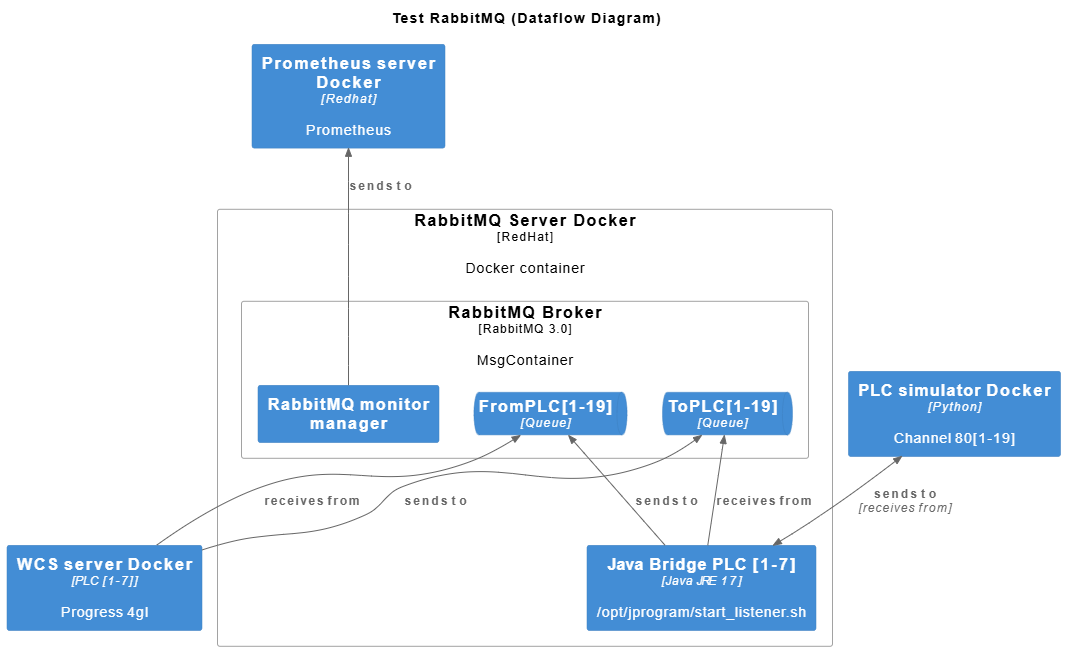 Test RabbitMQ (Dataflow Diagram)
Prometheus server
Docker
[Redhat]
Prometheus
sends to
RabbitMQ Server Docker
[RedHat]
Docker container
RabbitMQ Broker
[RabbitMQ 3.0]
MsgContainer
RabbitMQ monitor
manager
FromPLC[1-19]
[Queue]
ToPLC[1-19]
[Queue]
PLC simulator Docker
[Python]
Channel 80[1-19]
receives from
sends to
sends to
receives from
sends to
[receives from]
WCS server Docker
[PLC [1-7]]
Progress 4gl
Java Bridge PLC [1-7]
[Java JRE 17]
/opt/jprogram/start_listener.sh